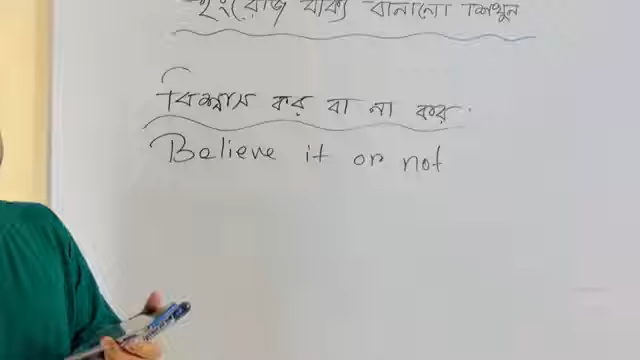 ইংরেজি বাক্য বানানো শিখুন
বিশ্বাস কর বা না কর
Believe it or not